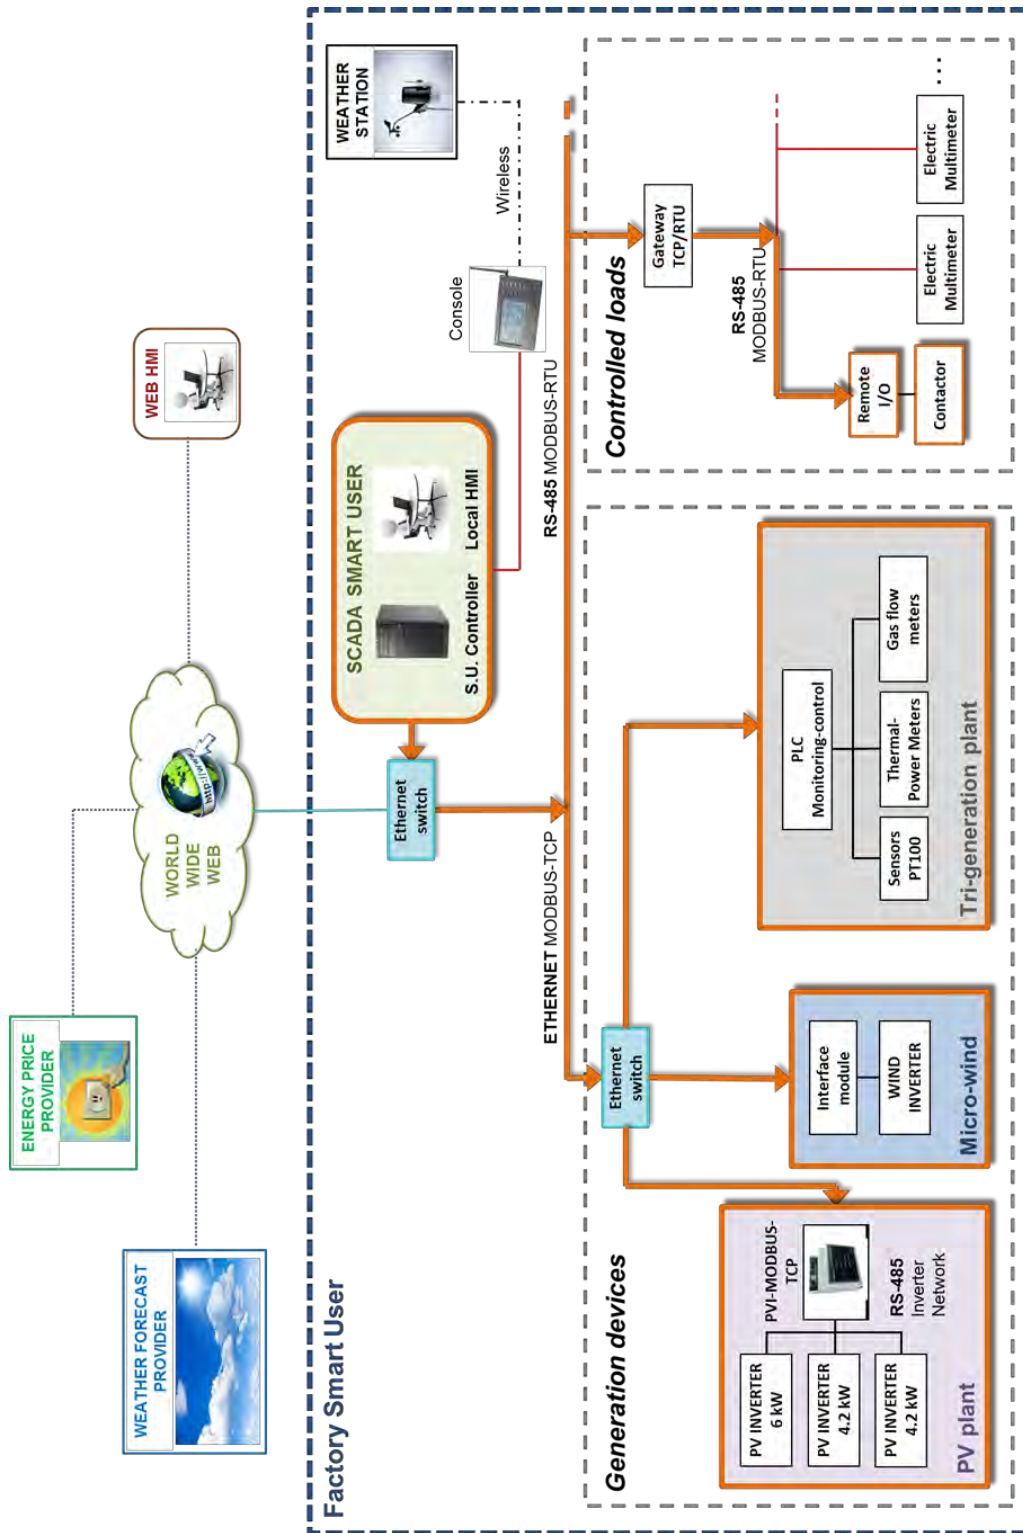 WEATHER FORECAST
PROVIDER
ENERGY PRICE
PROVIDER
WORLD
WIDE
WEB
http://www
WEB HMI
Factory Smart User
Ethernet
switch
SCADA SMART USER
S.U. Controller
Local HMI
Console
Wireless
WEATHER
STATION
ETHERNET MODBUS-TCP
RS-485 MODBUS-RTU
Generation devices
Ethernet
switch
PVI-MODBUS-
TCP
PV INVERTER
6 kW
PV INVERTER
4.2 kW
PV INVERTER
4.2 kW
RS-485
Inverter
Network
PV plant
Interface
module
WIND
INVERTER
Micro-wind
PLC
Monitoring-control
Sensors
PT100
Thermal-
Power Meters
Gas flow
meters
Tri-generation plant
Controlled loads
Gateway
TCP/RTU
RS-485
MODBUS-RTU
Remote
I/O
Contactor
Electric
Multimeter
Electric
Multimeter
...